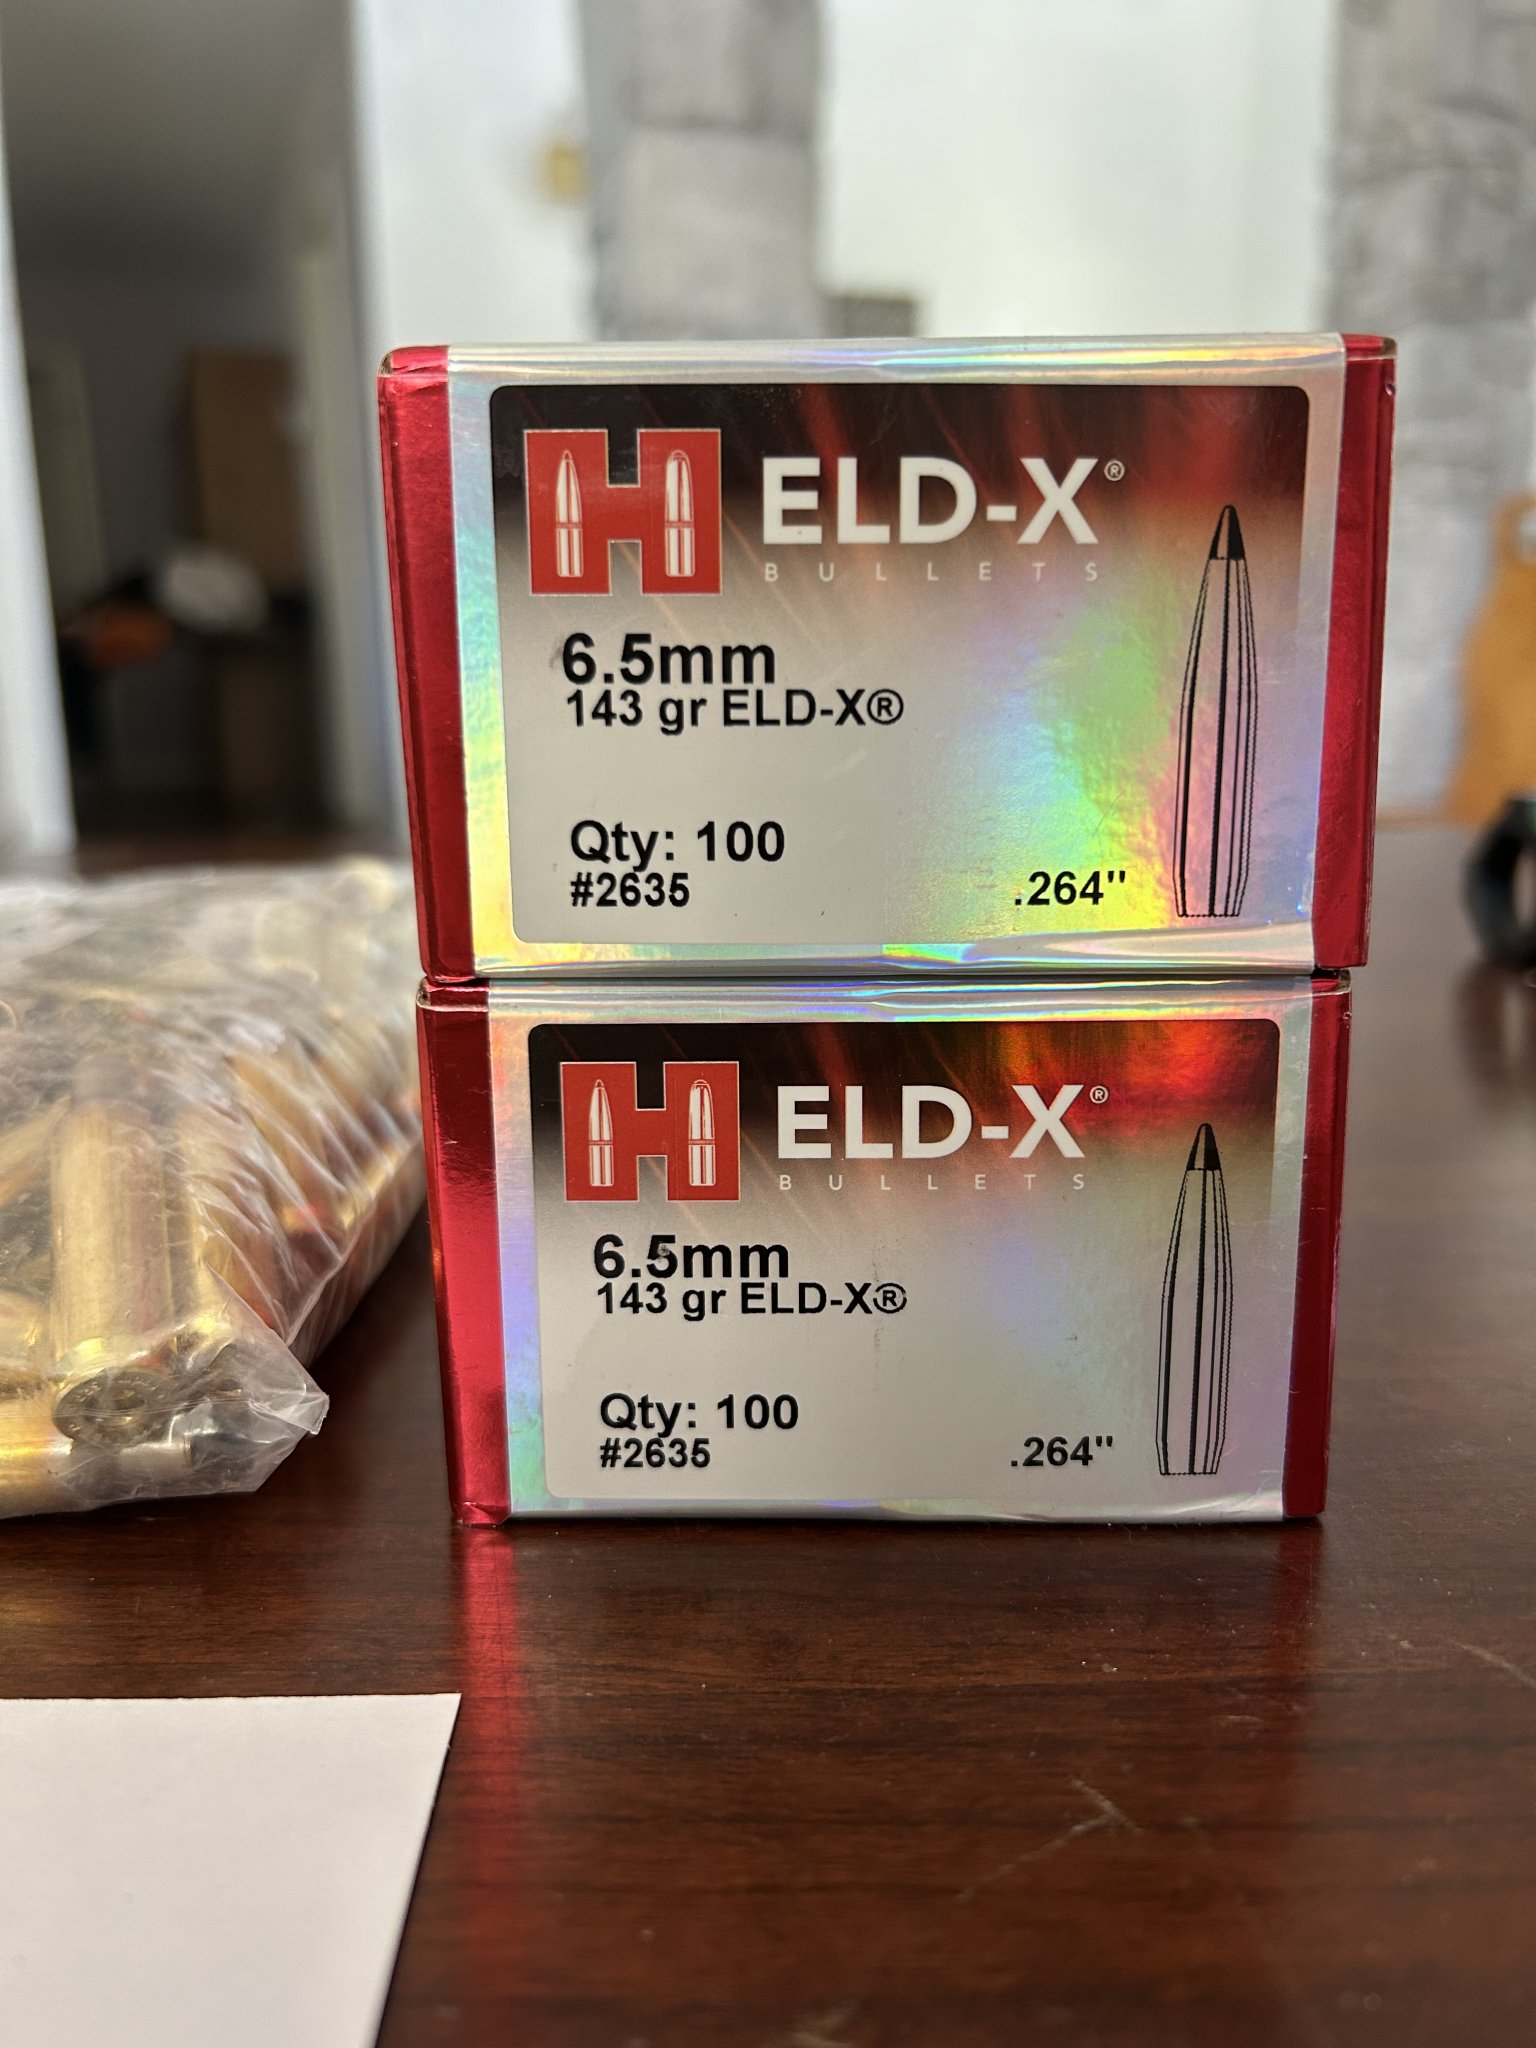 H ELD-X®
BULLETS
6.5mm
143 gr ELD-X®
Qty: 100
#2635 .264"
H ELD-X®
BULLETS
6.5mm
143 gr ELD-X®
Qty: 100
#2635 .264"